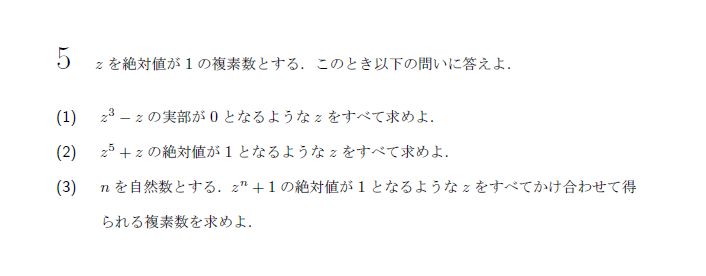 5 z を絶対値が 1 の複素数とする．このとき以下の問いに答えよ．
(1) z³ − z の実部が 0 となるような z をすべて求めよ．
(2) z⁵ + z の絶対値が 1 となるような z をすべて求めよ．
(3) n を自然数とする．zⁿ + 1 の絶対値が 1 となるような z をすべてかけ合わせて得
られる複素数を求めよ．